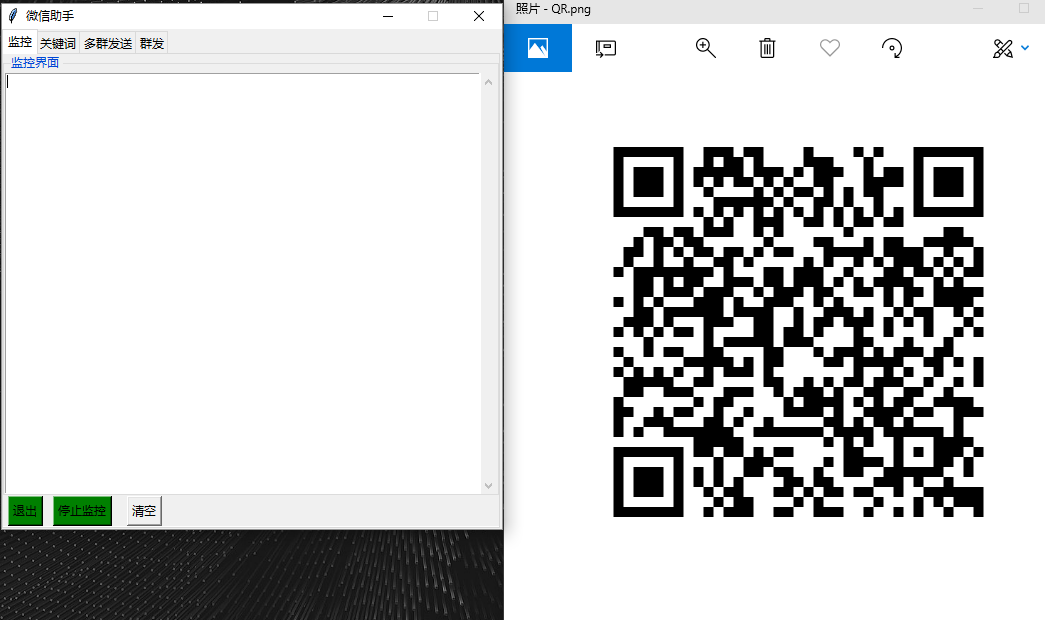 微信助手
监控 关键词 多群发送 群发
监控界面
退出 停止监控 清空
照片 - QR.png